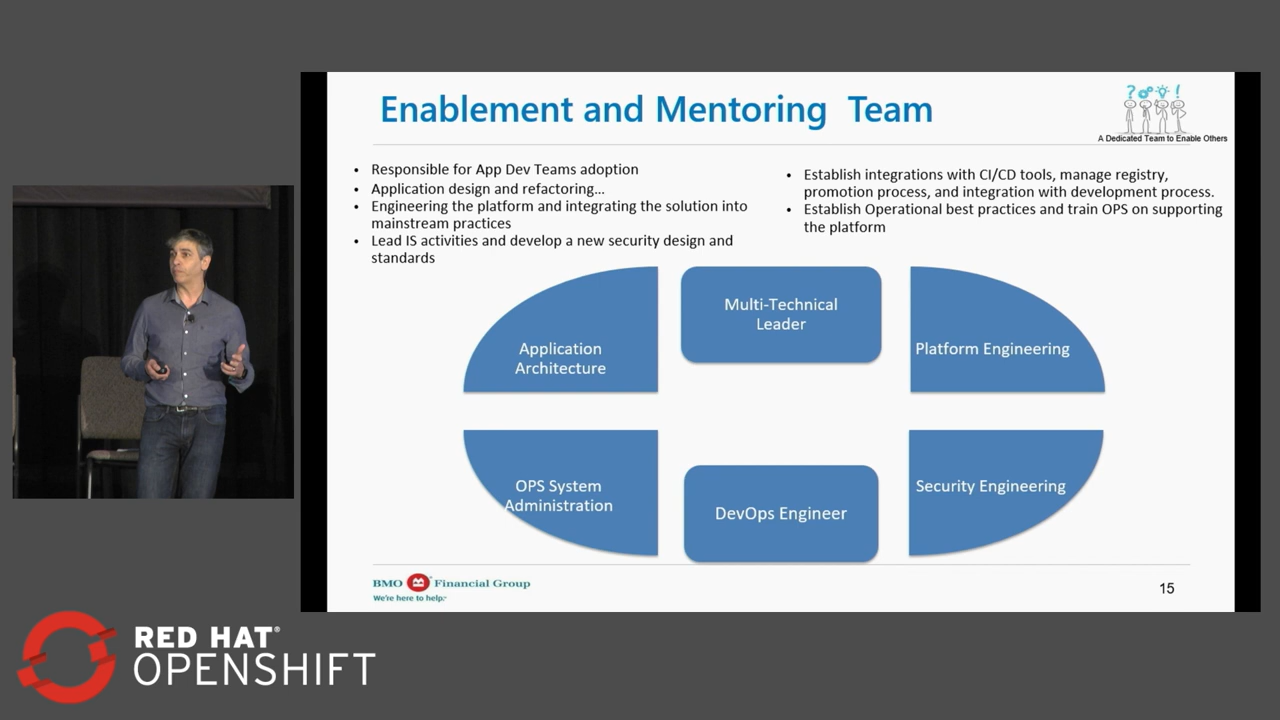 Enablement and Mentoring Team
A Dedicated Team to Enable Others
• Responsible for App Dev Teams adoption
• Application design and refactoring...
• Engineering the platform and integrating the solution into
mainstream practices
• Lead IS activities and develop a new security design and
standards
• Establish integrations with CI/CD tools, manage registry,
promotion process, and integration with development process.
• Establish Operational best practices and train OPS on supporting
the platform
Application
Architecture
Multi-Technical
Leader
Platform Engineering
OPS System
Administration
DevOps Engineer
Security Engineering
BMO Financial Group
We're here to help.
15
RED HAT®
OPENSHIFT